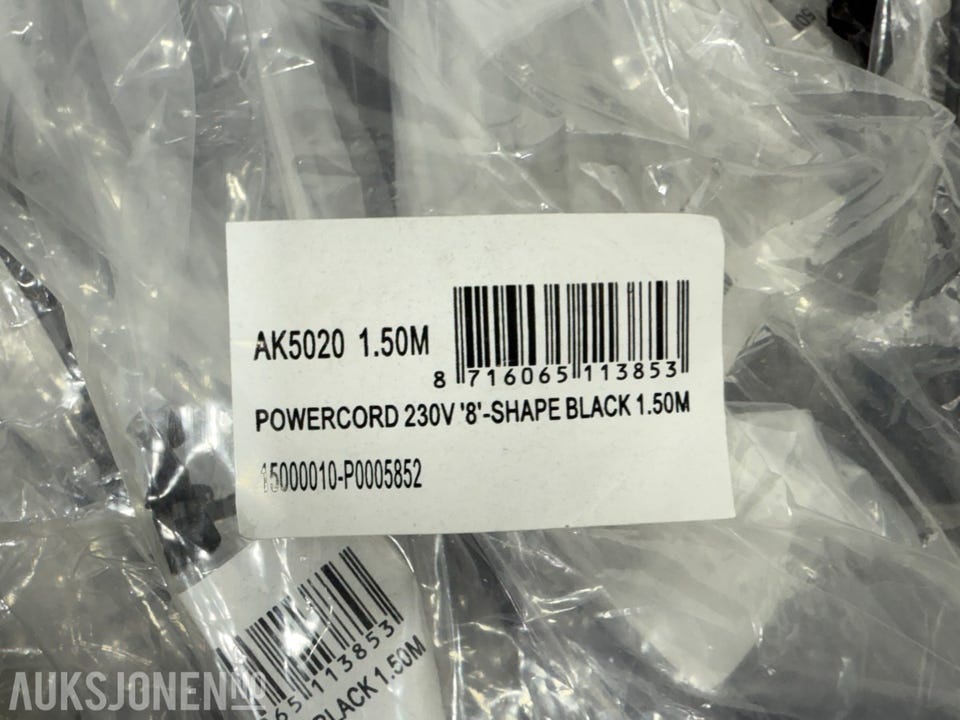 AK5020 1.50M
8 716065 113853
POWERCORD 230V '8'-SHAPE BLACK 1.50M
15000010-P0005852
65 113853
BLACK 1.50M
50
AUKSJONEN